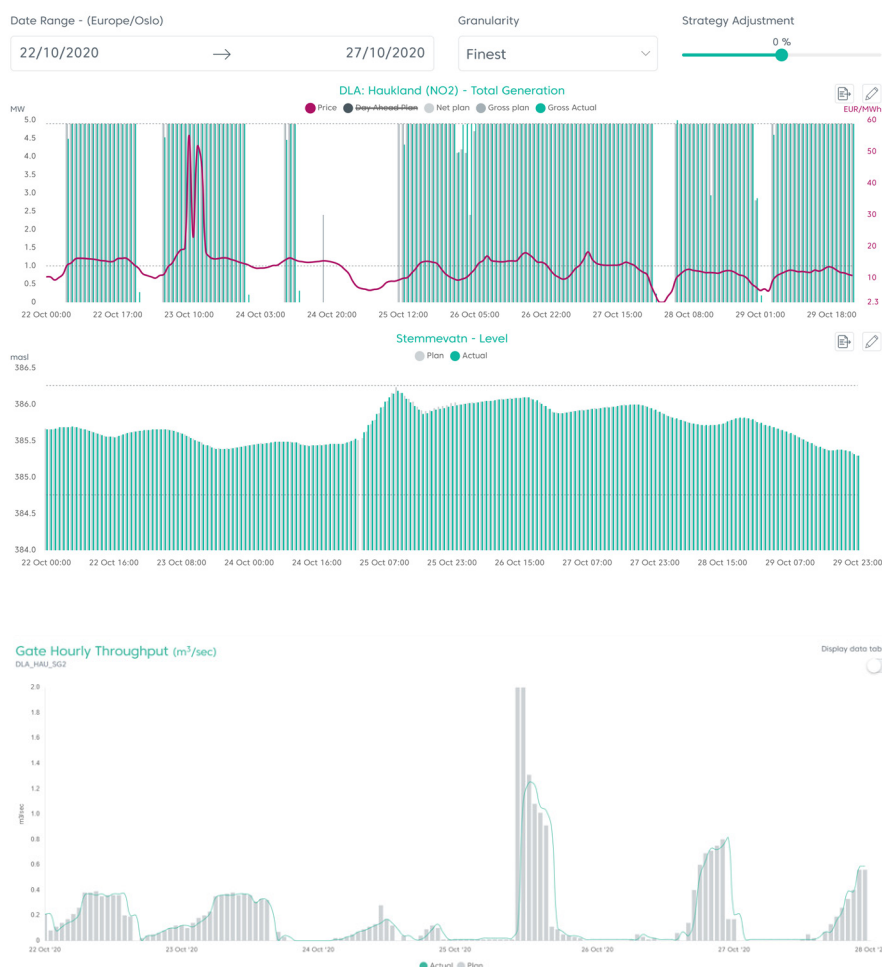 Date Range - (Europe/Oslo)
Granularity
Strategy Adjustment
22/10/2020
27/10/2020
Finest
0 %
DLA: Haukland (NO2) - Total Generation
MW
Price Day Ahead Plan Net plan Gross plan Gross Actual
EUR/MWh
5.0
4.5
4.0
3.5
3.0
2.5
2.0
1.5
1.0
0.5
0
60
50
40
30
20
10
2.3
22 Oct 00:00 22 Oct 17:00 23 Oct 10:00 24 Oct 03:00 24 Oct 20:00 25 Oct 12:00 26 Oct 05:00 26 Oct 22:00 27 Oct 15:00 28 Oct 08:00 29 Oct 01:00 29 Oct 18:00
Stemmevatn - Level
masl
Plan Actual
386.5
386.0
385.5
385.0
384.5
384.0
22 Oct 00:00 22 Oct 16:00 23 Oct 08:00 24 Oct 00:00 24 Oct 16:00 25 Oct 07:00 25 Oct 23:00 26 Oct 15:00 27 Oct 07:00 27 Oct 23:00 28 Oct 15:00 29 Oct 07:00 29 Oct 23:00
Gate Hourly Throughput (m³/sec)
DLA_HAU_SG2
Display data tab
2.0
1.8
1.6
1.4
1.2
1.0
0.8
0.6
0.4
0.2
0
m3/sec
22 Oct '20 23 Oct '20 24 Oct '20 25 Oct '20 26 Oct '20 27 Oct '20 28 Oct '2
Actual Plan